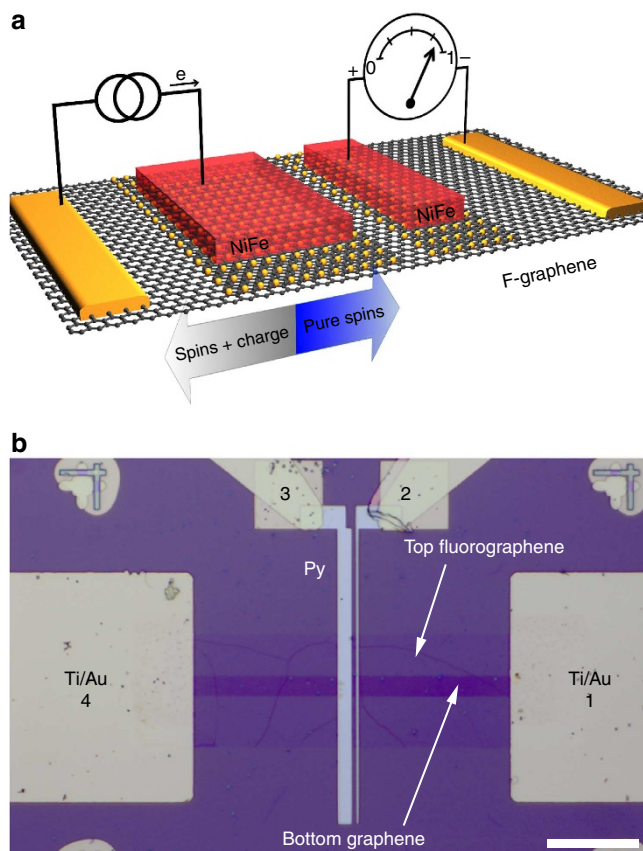 a
e
+
0
1
−
NiFe
NiFe
F-graphene
Spins + charge
Pure spins
b
3
2
Top fluorographene
Py
Ti/Au
4
Ti/Au
1
Bottom graphene